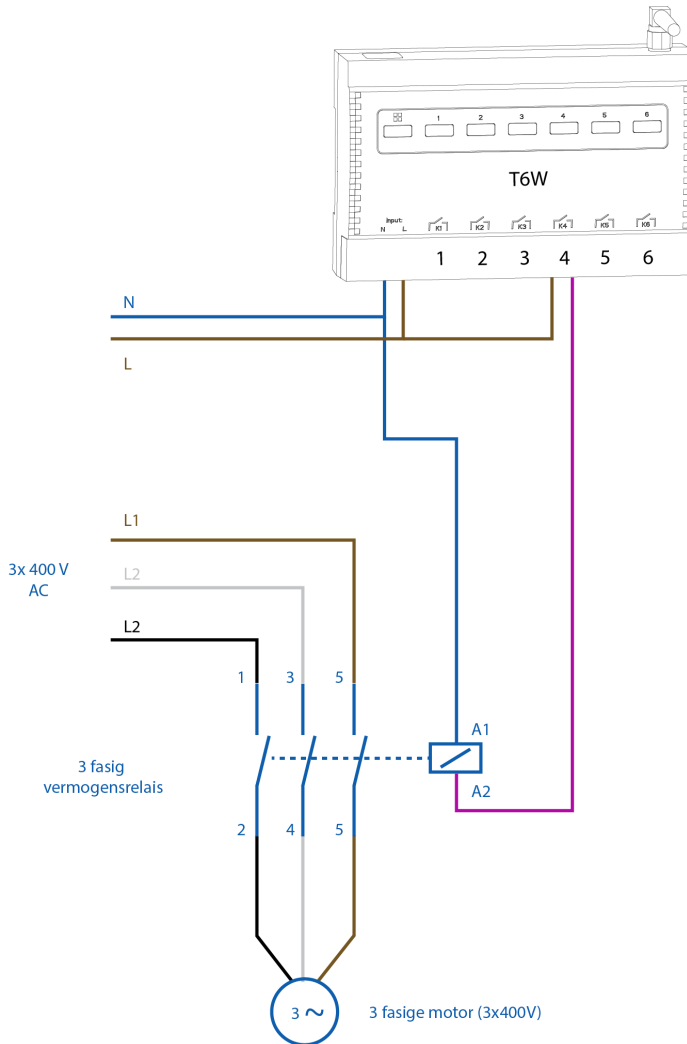 1 2 3 4 5 6
T6W
input:
N L K1 K2 K3 K4 K5 K6
1 2 3 4 5 6
N
L
L1
3x 400 V
AC
L2
L2
1 3 5
A1
3 fasig
vermogensrelais
A2
2 4 5
3 ~
3 fasige motor (3x400V)